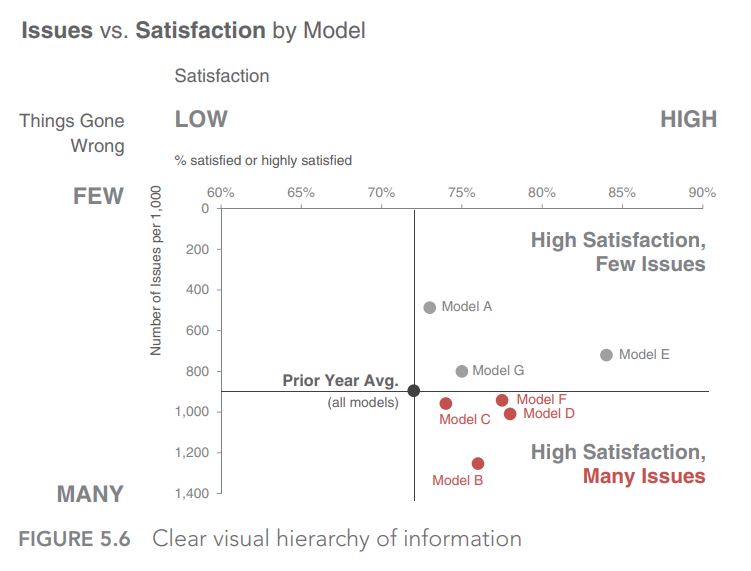 Issues vs. Satisfaction by Model
Satisfaction
Things Gone
Wrong
LOW
HIGH
% satisfied or highly satisfied
FEW
Number of Issues per 1,000
60%
65%
70%
75%
80%
85%
90%
0
200
400
600
800
1,000
1,200
1,400
High Satisfaction,
Few Issues
Model A
Model E
Model G
Prior Year Avg.
(all models)
Model F
Model D
Model C
High Satisfaction,
Many Issues
Model B
MANY
FIGURE 5.6 Clear visual hierarchy of information